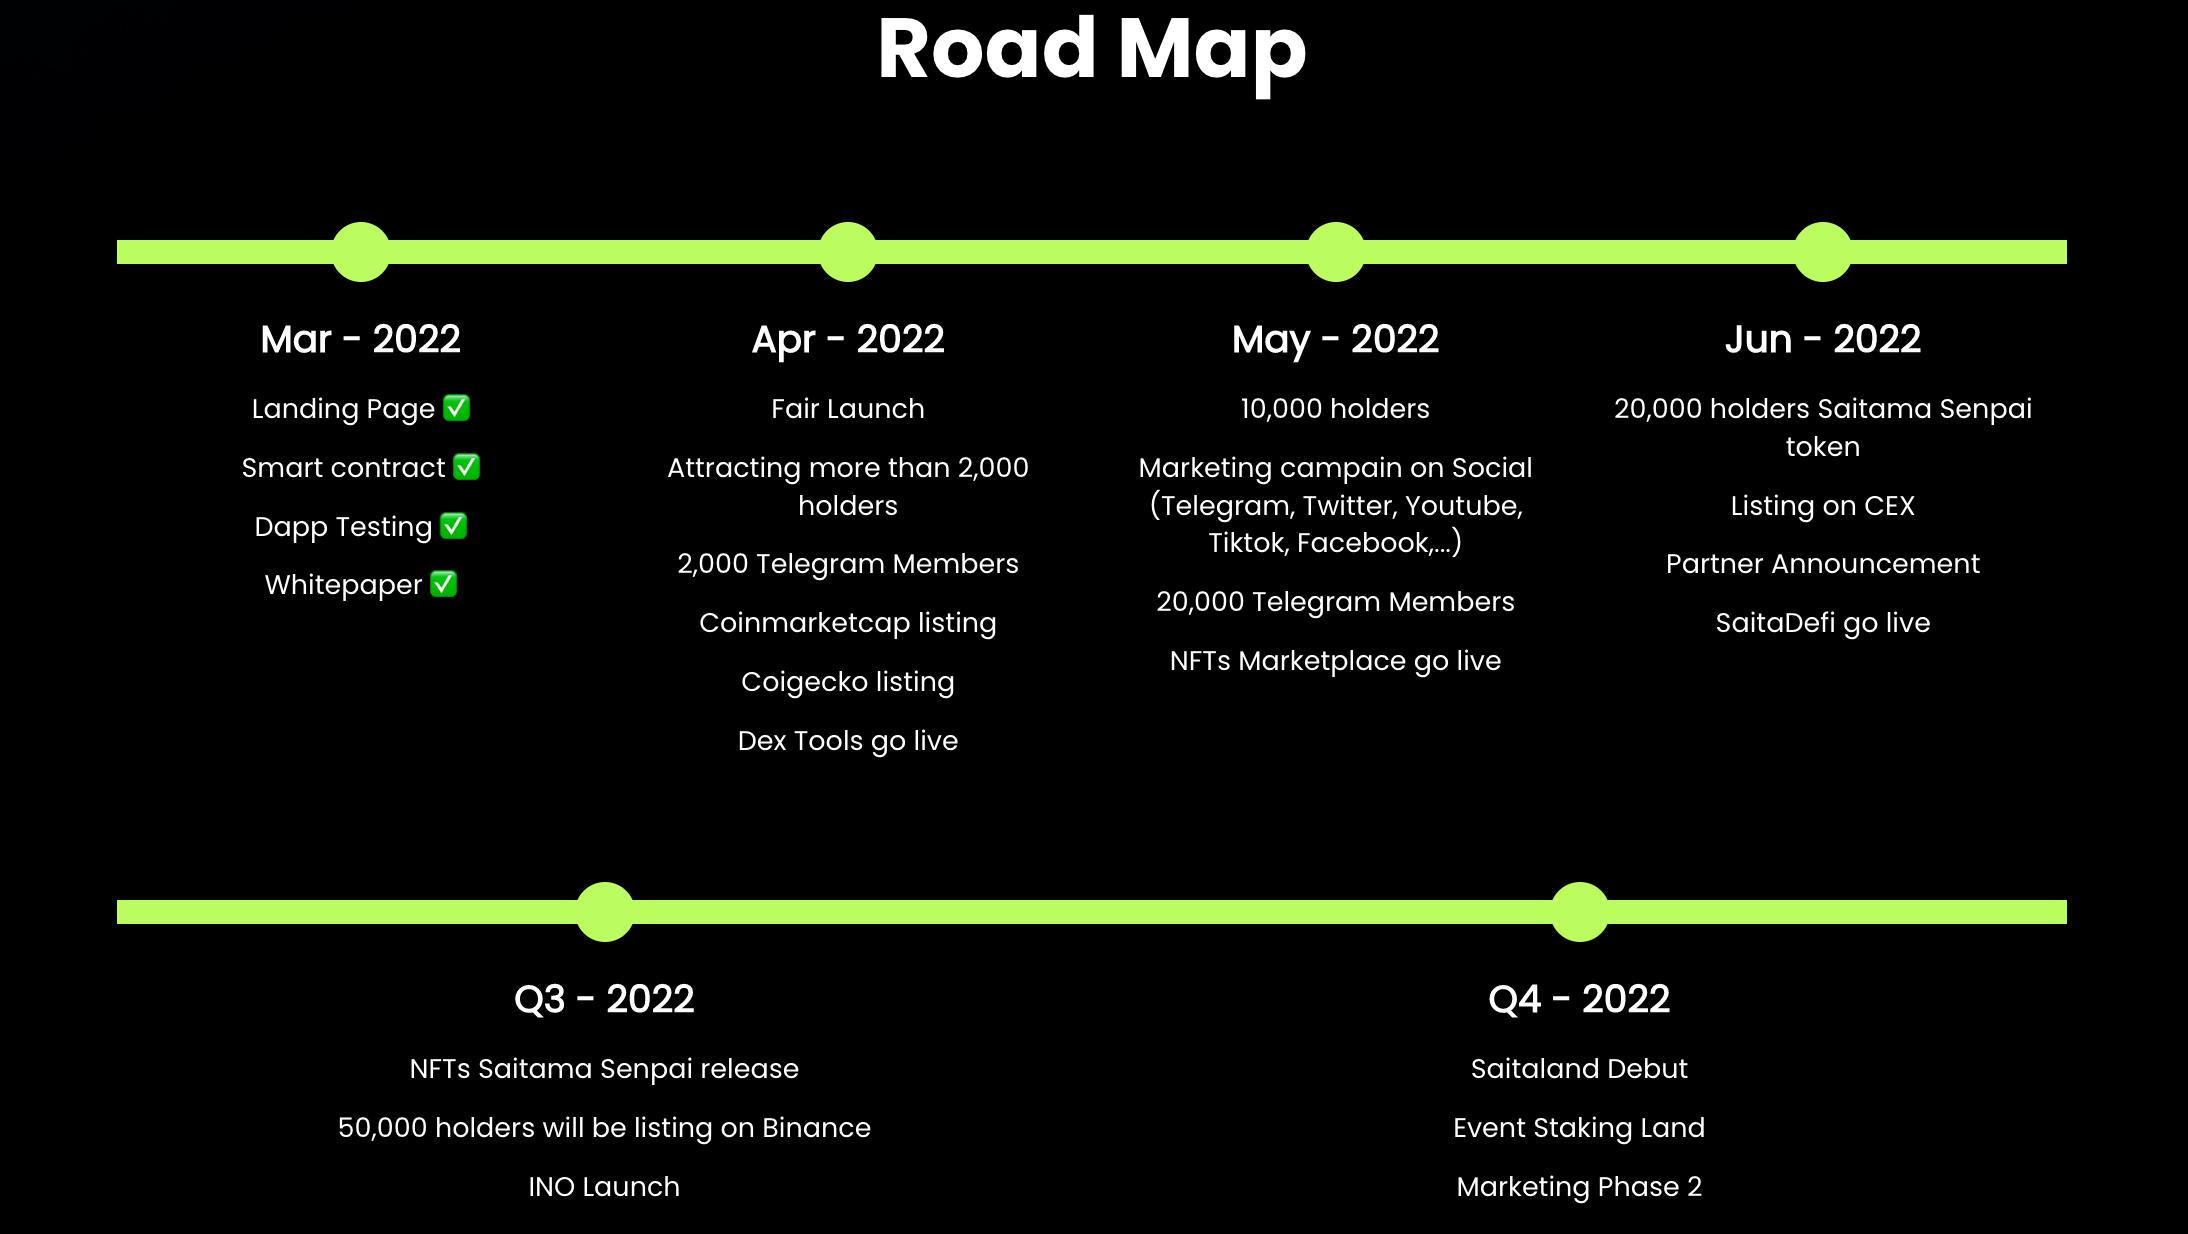 Road Map
Mar - 2022
Landing Page ✅
Smart contract ✅
Dapp Testing ✅
Whitepaper ✅
Apr - 2022
Fair Launch
Attracting more than 2,000
holders
2,000 Telegram Members
Coinmarketcap listing
Coigecko listing
Dex Tools go live
May - 2022
10,000 holders
Marketing campain on Social
(Telegram, Twitter, Youtube,
Tiktok, Facebook,...)
20,000 Telegram Members
NFTs Marketplace go live
Jun - 2022
20,000 holders Saitama Senpai
token
Listing on CEX
Partner Announcement
SaitaDefi go live
Q3 - 2022
NFTs Saitama Senpai release
50,000 holders will be listing on Binance
INO Launch
Q4 - 2022
Saitaland Debut
Event Staking Land
Marketing Phase 2